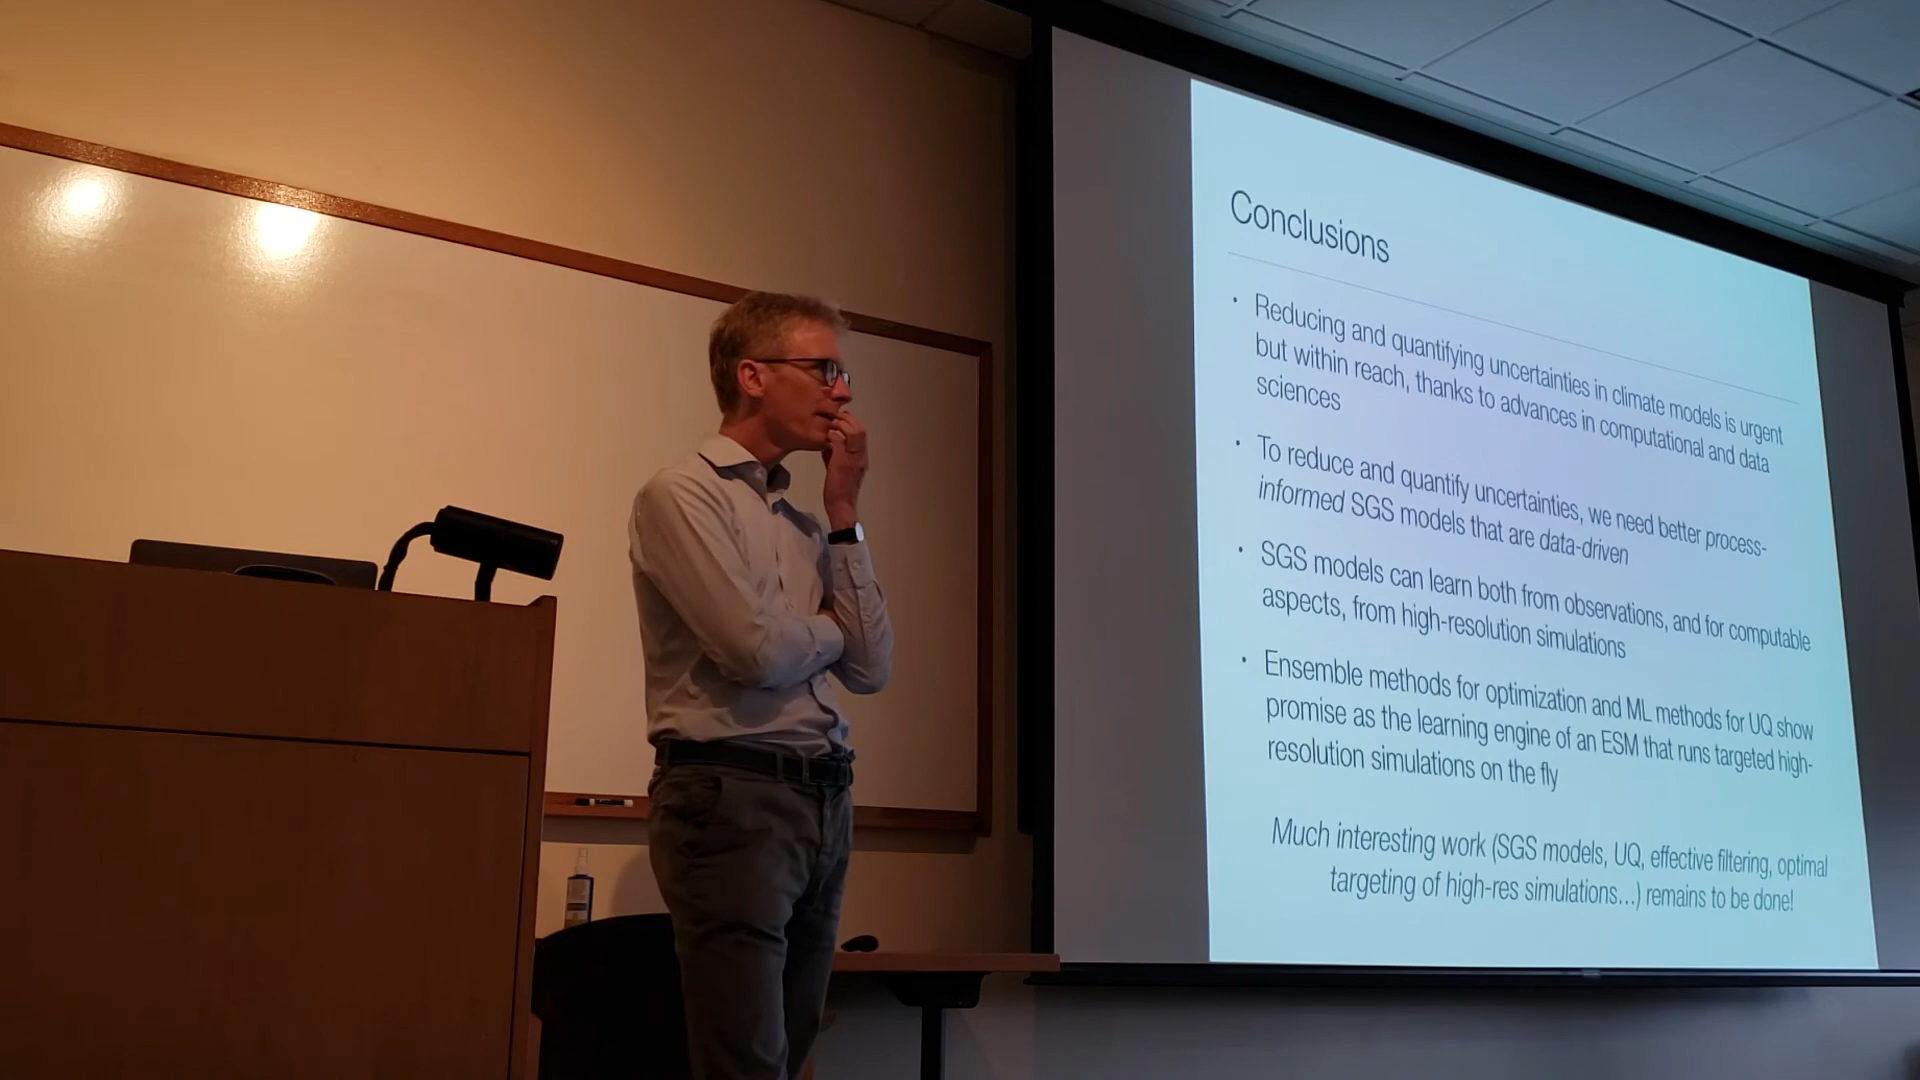 Conclusions
• Reducing and quantifying uncertainties in climate models is urgent
but within reach, thanks to advances in computational and data
sciences
• To reduce and quantify uncertainties, we need better process-
informed SGS models that are data-driven
• SGS models can learn both from observations, and for computable
aspects, from high-resolution simulations
• Ensemble methods for optimization and ML methods for UQ show
promise as the learning engine of an ESM that runs targeted high-
resolution simulations on the fly
Much interesting work (SGS models, UQ, effective filtering, optimal
targeting of high-res simulations...) remains to be done!